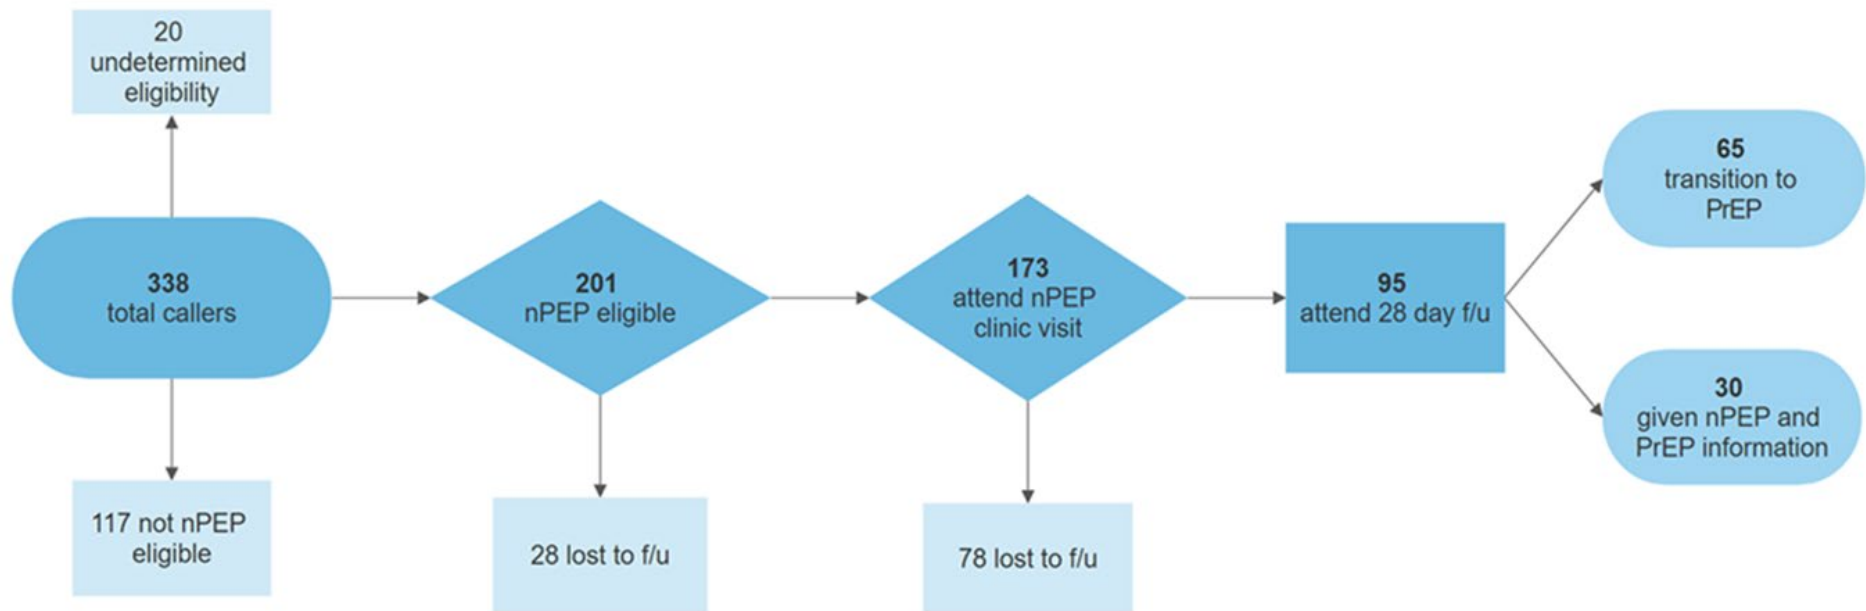 20
undetermined
eligibility
338
total callers
117 not nPEP
eligible
201
nPEP eligible
28 lost to f/u
173
attend nPEP
clinic visit
78 lost to f/u
95
attend 28 day f/u
65
transition to
PrEP
30
given nPEP and
PrEP information